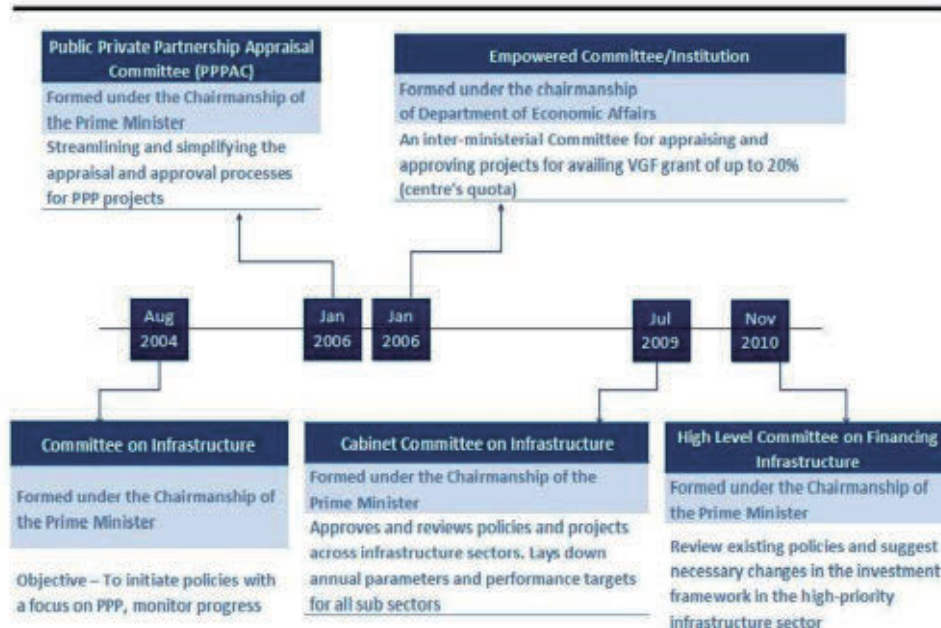 Public Private Partnership Appraisal
Committee (PPPAC)
Formed under the Chairmanship of
the Prime Minister
Streamlining and simplifying the
appraisal and approval processes
for PPP projects
Empowered Committee/Institution
Formed under the chairmanship
of Department of Economic Affairs
An inter-ministerial Committee for appraising and
approving projects for availing VGF grant of up to 20%
(centre's quota)
Aug
2004
Jan
2006
Jan
2006
Jul
2009
Nov
2010
Committee on Infrastructure
Formed under the Chairmanship of
the Prime Minister
Objective – To initiate policies with
a focus on PPP, monitor progress
Cabinet Committee on Infrastructure
Formed under the Chairmanship of the
Prime Minister
Approves and reviews policies and projects
across infrastructure sectors. Lays down
annual parameters and performance targets
for all sub sectors
High Level Committee on Financing
Infrastructure
Formed under the Chairmanship of
the Prime Minister
Review existing policies and suggest
necessary changes in the investment
framework in the high-priority
infrastructure sector